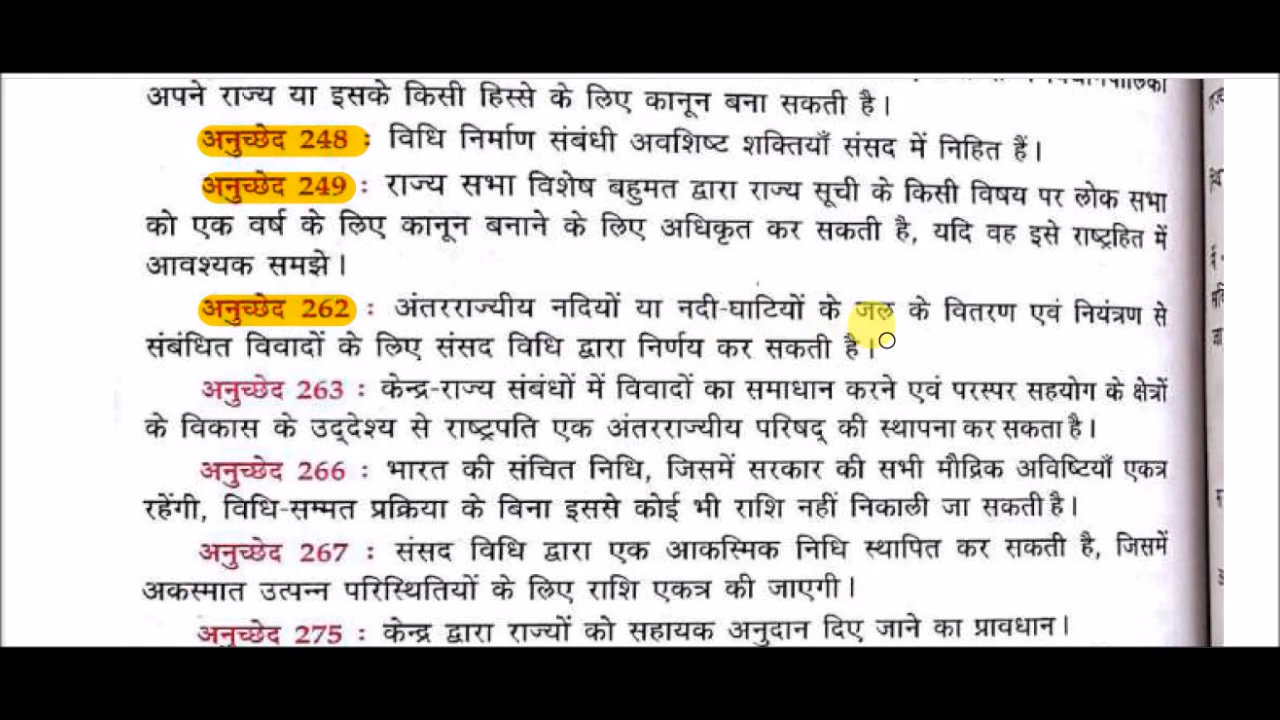 अपने राज्य या इसके किसी हिस्से के लिए कानून बना सकती है।
अनुच्छेद 248 : विधि निर्माण संबंधी अवशिष्ट शक्तियाँ संसद में निहित हैं।
अनुच्छेद 249 : राज्य सभा विशेष बहुमत द्वारा राज्य सूची के किसी विषय पर लोक सभा
को एक वर्ष के लिए कानून बनाने के लिए अधिकृत कर सकती है, यदि वह इसे राष्ट्रहित में
आवश्यक समझे।
अनुच्छेद 262 : अंतरराज्यीय नदियों या नदी-घाटियों के जल के वितरण एवं नियंत्रण से
संबंधित विवादों के लिए संसद विधि द्वारा निर्णय कर सकती है।
अनुच्छेद 263 : केन्द्र-राज्य संबंधों में विवादों का समाधान करने एवं परस्पर सहयोग के क्षेत्रों
के विकास के उद्देश्य से राष्ट्रपति एक अंतरराज्यीय परिषद् की स्थापना कर सकता है।
अनुच्छेद 266 : भारत की संचित निधि, जिसमें सरकार की सभी मौद्रिक अविष्टियाँ एकत्र
रहेंगी, विधि-सम्मत प्रक्रिया के बिना इससे कोई भी राशि नहीं निकाली जा सकती है।
अनुच्छेद 267 : संसद विधि द्वारा एक आकस्मिक निधि स्थापित कर सकती है, जिसमें
अकस्मात उत्पन्न परिस्थितियों के लिए राशि एकत्र की जाएगी।
अनुच्छेद 275 : केन्द्र द्वारा राज्यों को सहायक अनुदान दिए जाने का प्रावधान।